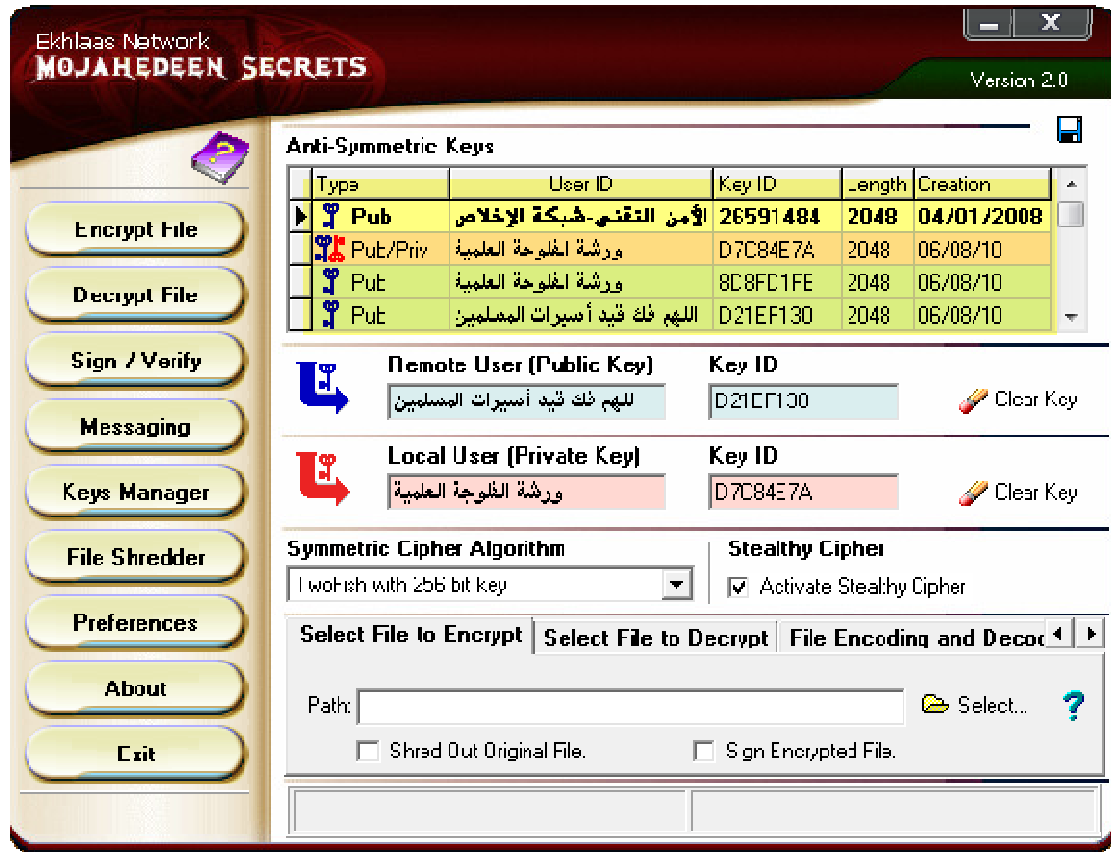 Ekhlaas Network
MOJAHEDEEN SECRETS
Version 2.0
Anti-Symmetric Keys
Type User ID Key ID Length Creation
Pub الأمن التقني-شبكة الإخلاص 26591484 2048 04/01/2008
Pub/Priv ورشة الفلوجة العلمية D7C84E7A 2048 06/08/10
Pub ورشة الفلوجة العلمية 2048 06/08/10
Pub اللهم فك قيد أسيرات المسلمين D21EF130 2048 06/08/10
Encrypt File
Decrypt File
Sign / Verify
Messaging
Keys Manager
File Shredder
Preferences
About
Exit
Remote User (Public Key) Key ID
للهم فك قيد أسيرات المسلمين D21EF130 Clear Key
Local User (Private Key) Key ID
ورشة الفلوجة العلمية D7C84E7A Clear Key
Symmetric Cipher Algorithm Stealthy Cipher
TwoFish with 256 bit key Activate Stealthy Cipher
Select File to Encrypt Select File to Decrypt File Encoding and Decod
Path: Select...
Shred Out Original File. Sign Encrypted File.